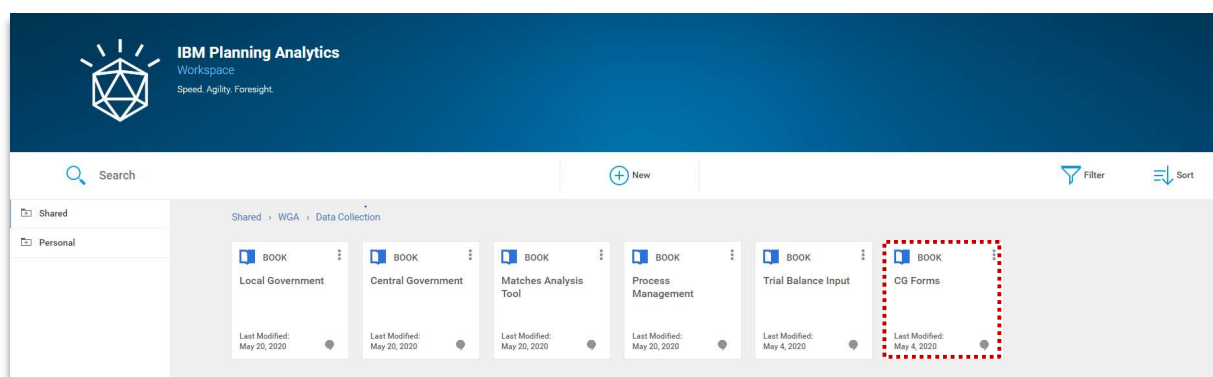 IBM Planning Analytics
Workspace
Speed. Agility. Foresight.
Search
New
Filter
Sort
Shared
Personal
Shared › WGA › Data Collection
BOOK
Local Government
Last Modified:
May 20, 2020
BOOK
Central Government
Last Modified:
May 20, 2020
BOOK
Matches Analysis
Tool
Last Modified:
May 20, 2020
BOOK
Process
Management
Last Modified:
May 20, 2020
BOOK
Trial Balance Input
Last Modified:
May 4, 2020
BOOK
CG Forms
Last Modified:
May 4, 2020